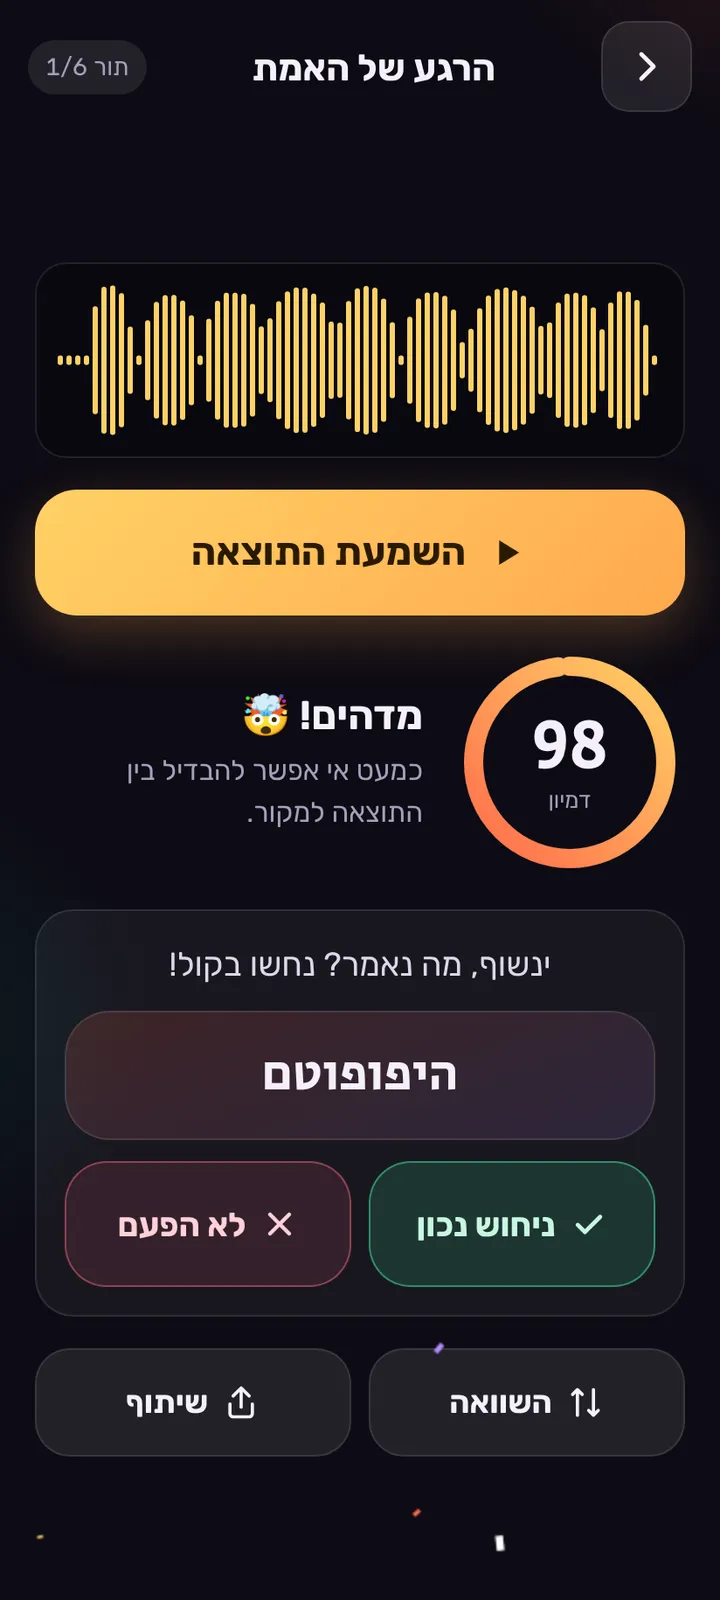 הרגע של האמת
תור 1/6
השמעת התוצאה
98
דמיון
מדהים! 🤯
כמעט אי אפשר להבדיל בין
התוצאה למקור.
ינשוף, מה נאמר? נחשו בקול!
היפופוטם
ניחוש נכון
לא הפעם
השוואה
שיתוף